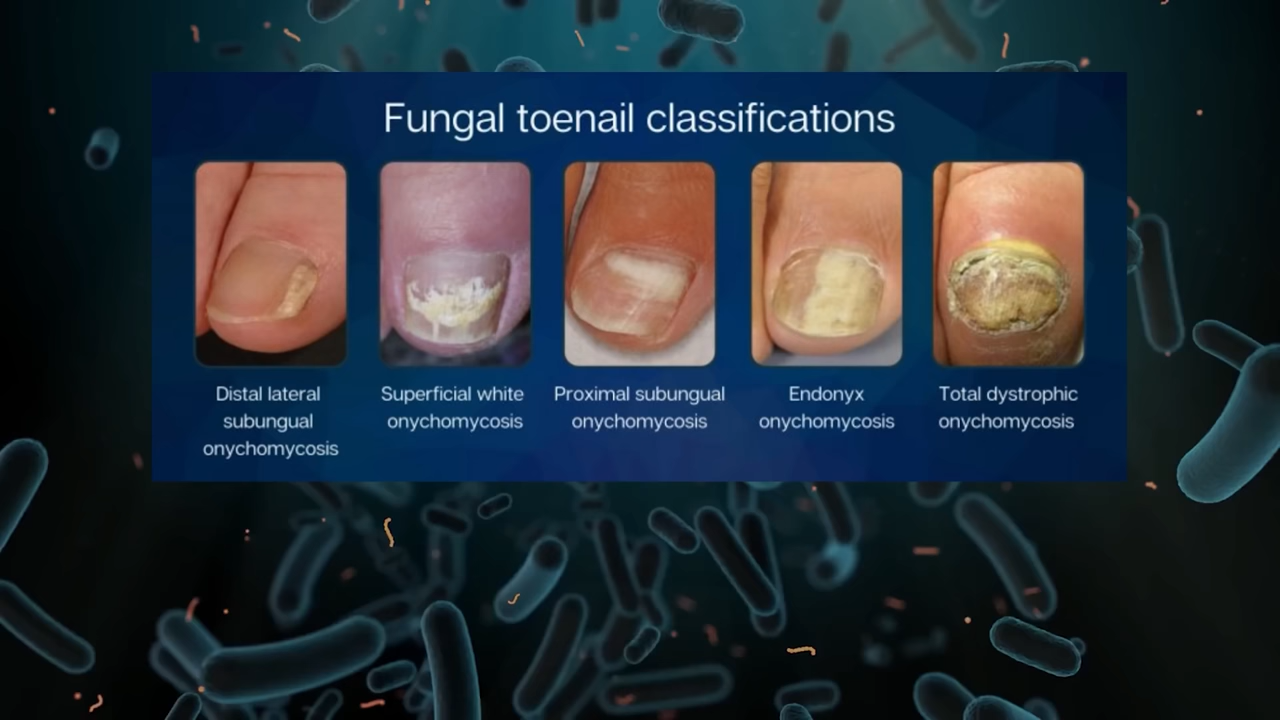 Fungal toenail classifications
Distal lateral
subungual
onychomycosis
Superficial white
onychomycosis
Proximal subungual
onychomycosis
Endonyx
onychomycosis
Total dystrophic
onychomycosis